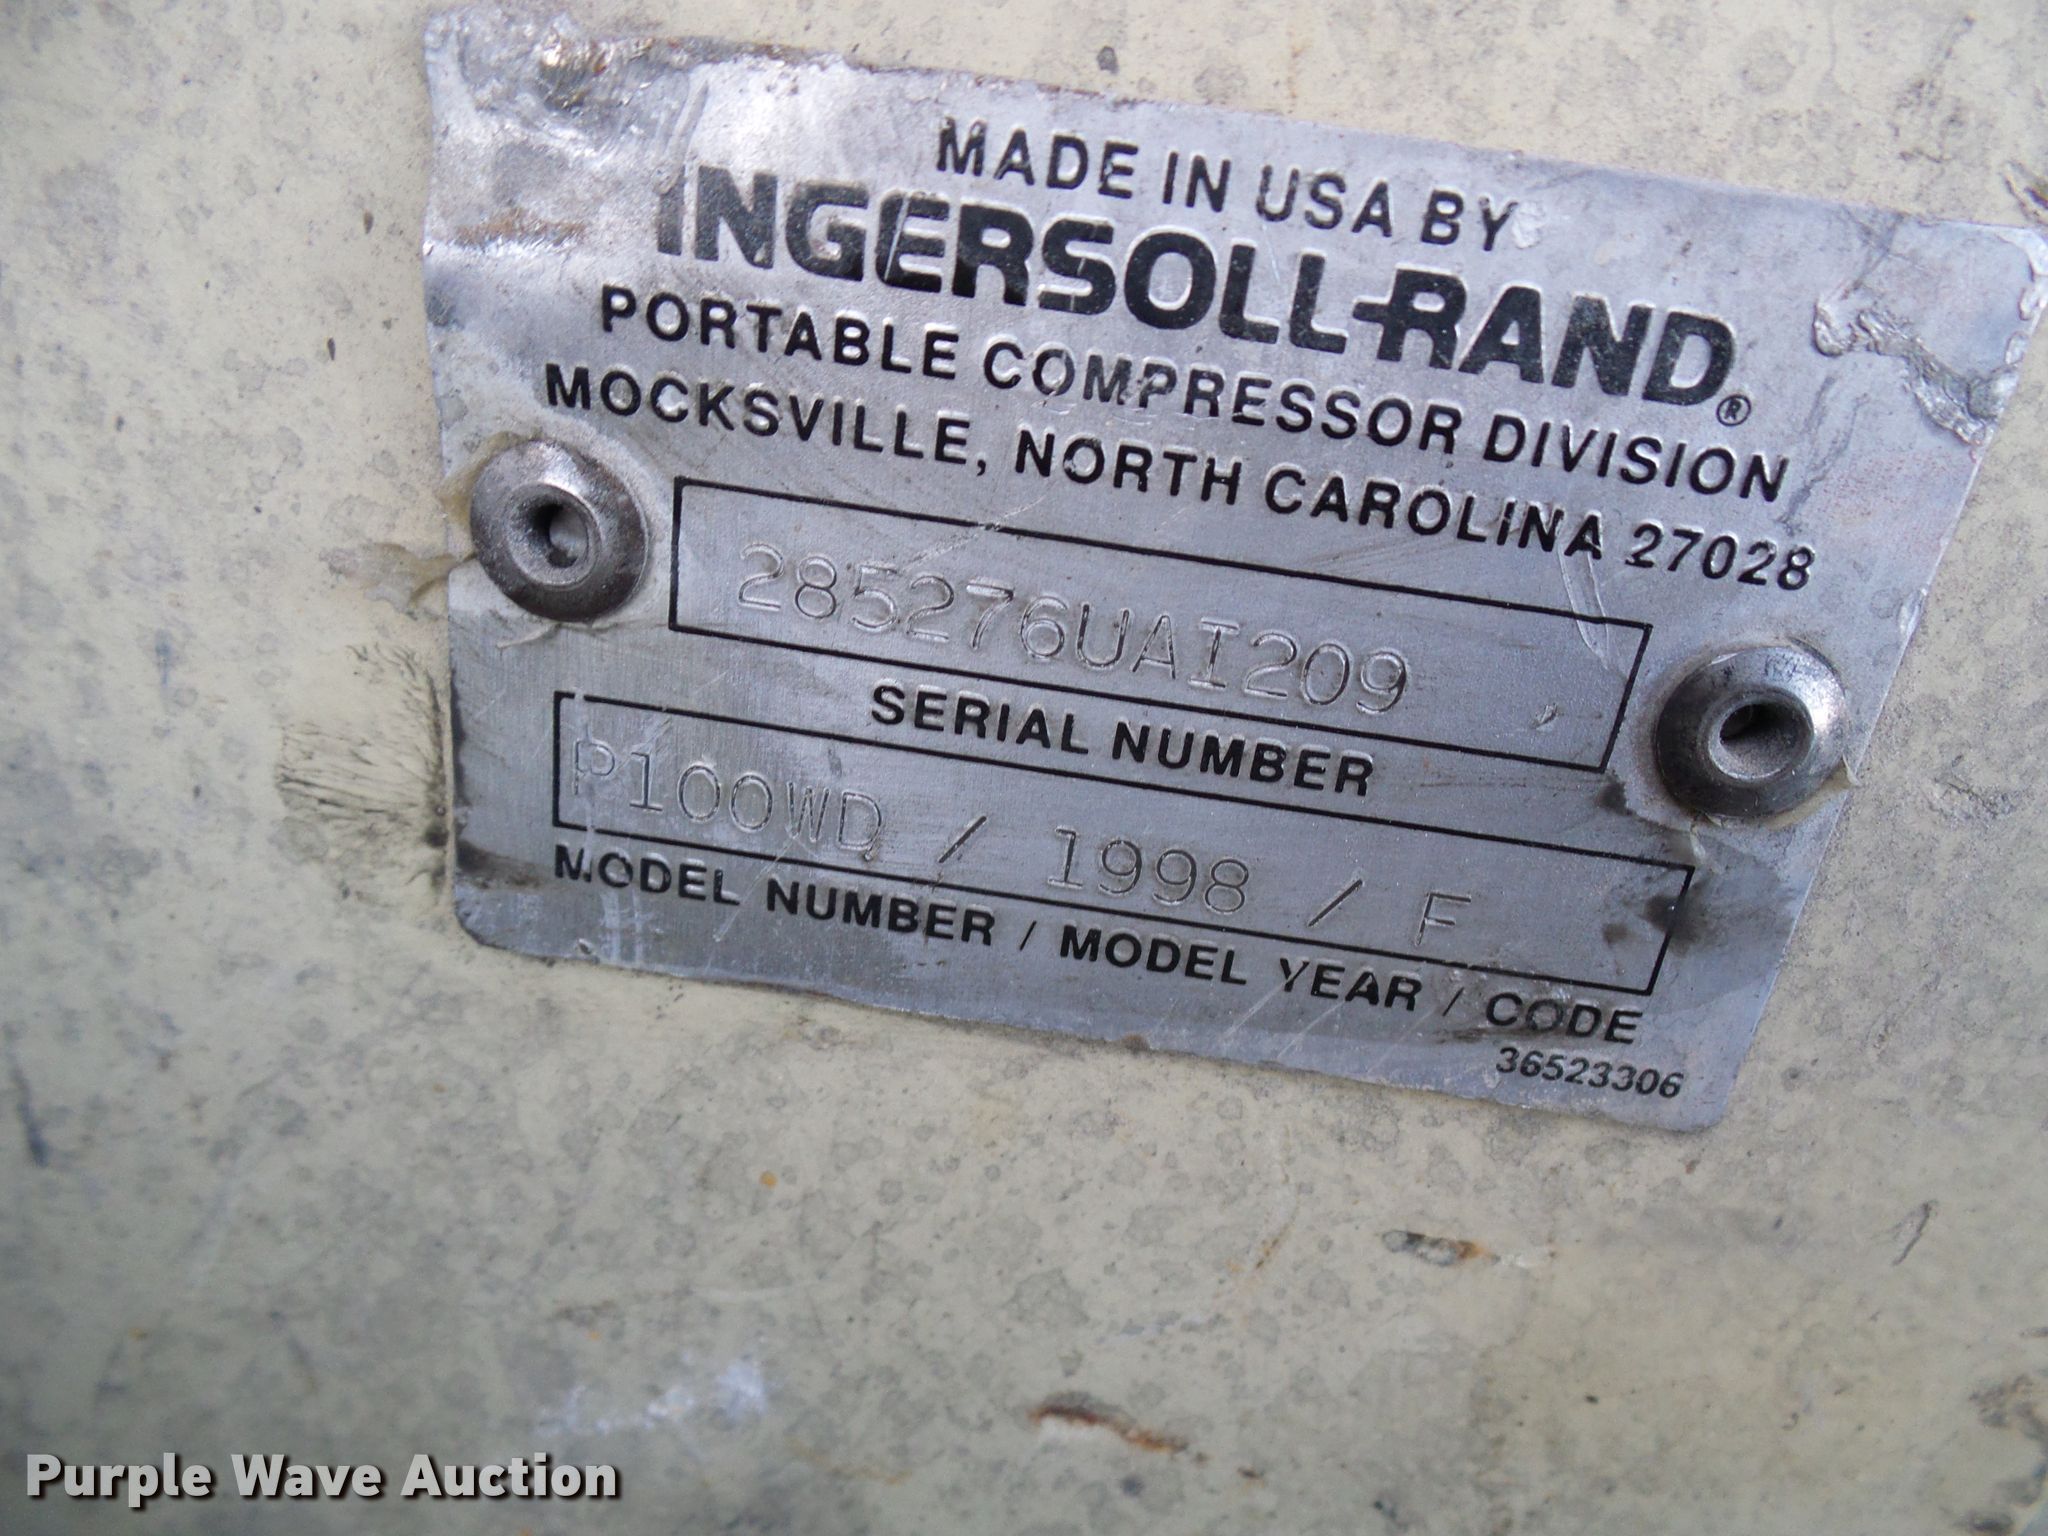 MADE IN USA BY
INGERSOLL-RAND®
PORTABLE COMPRESSOR DIVISION
MOCKSVILLE, NORTH CAROLINA 27028
285276UAI209
SERIAL NUMBER
P100WD / 1998 / F
MODEL NUMBER / MODEL YEAR / CODE
36523306
Purple Wave Auction